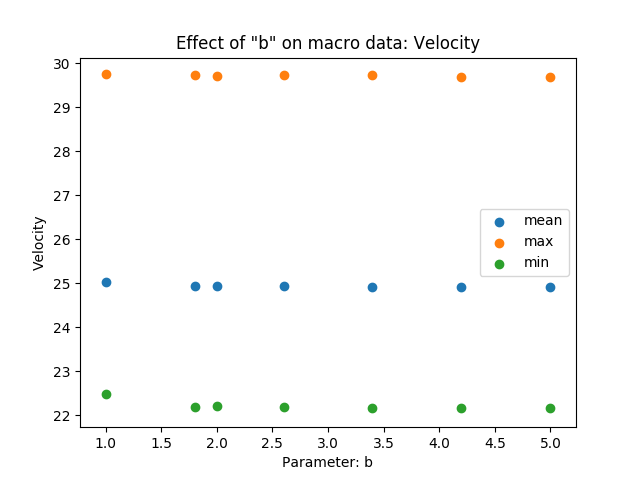 Effect of "b" on macro data: Velocity
30
29
28
27
26
25
24
23
22
Velocity
mean
max
min
1.0 1.5 2.0 2.5 3.0 3.5 4.0 4.5 5.0
Parameter: b